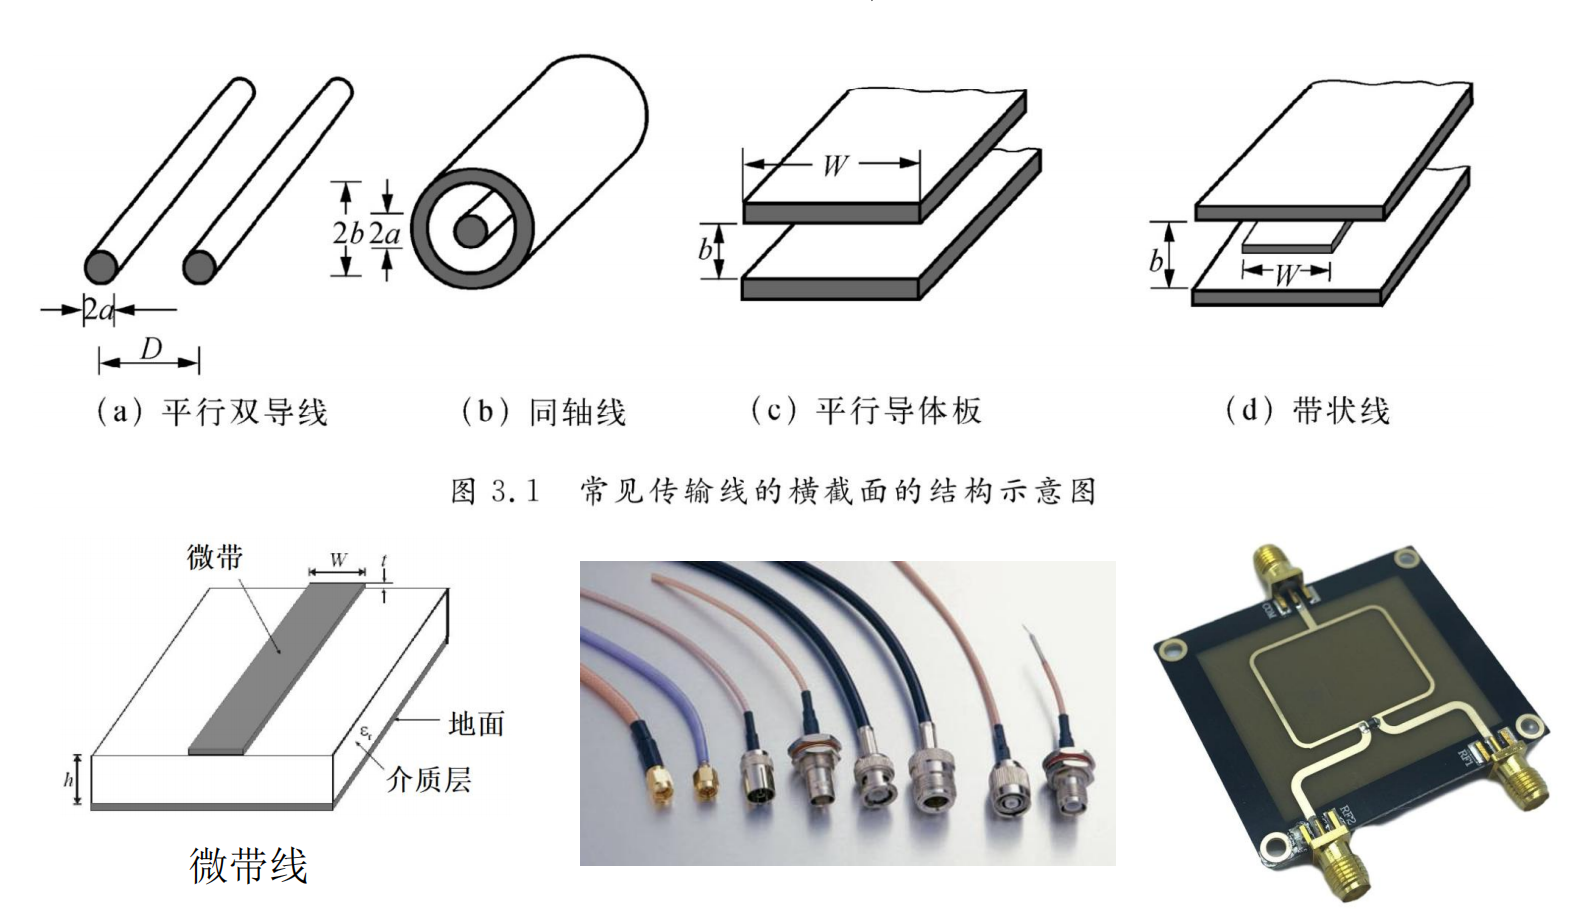 2a
D
2b
2a
W
b
b
W
(a) 平行双导线
(b) 同轴线
(c) 平行导体板
(d) 带状线
图 3.1 常见传输线的横截面的结构示意图
微带
W
t
h
εr
地面
介质层
微带线
COM
RF1
RF2